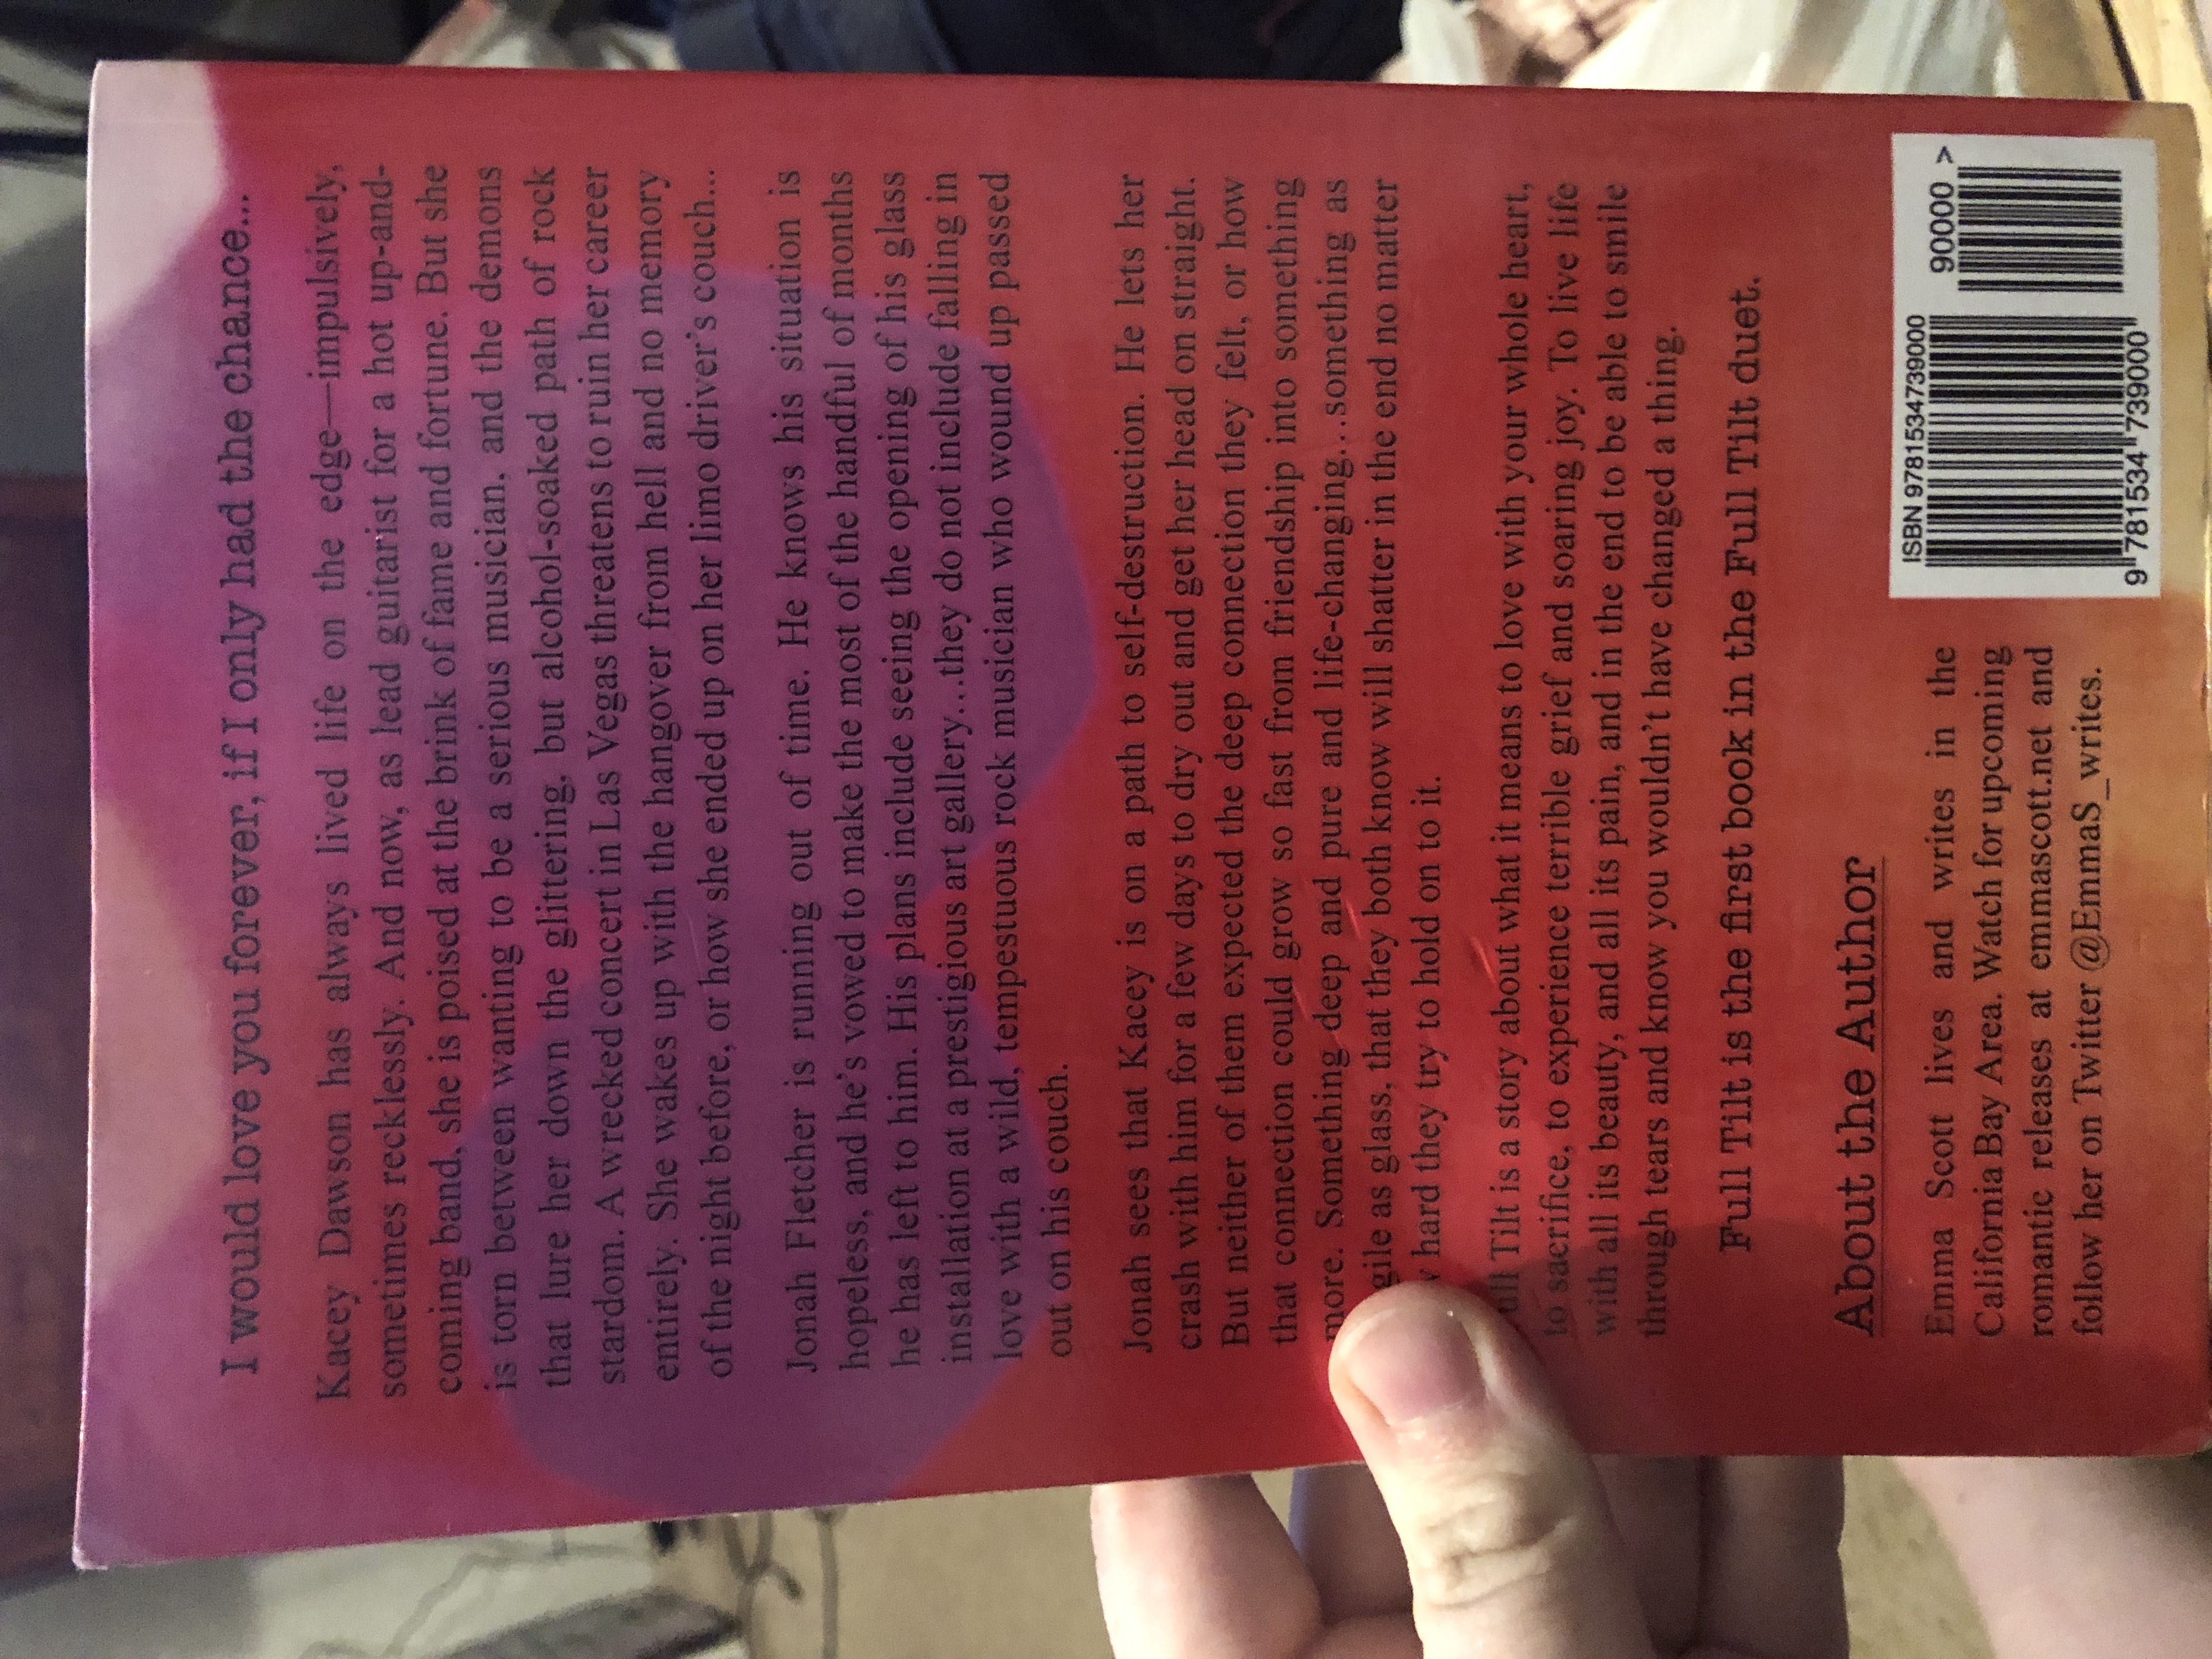 I would love you forever, if I only had the chance...
Kacey Dawson has always lived life on the edge—impulsively,
sometimes recklessly. And now, as lead guitarist for a hot up-and-
coming band, she is poised at the brink of fame and fortune. But she
is torn between wanting to be a serious musician, and the demons
that lure her down the glittering, but alcohol-soaked path of rock
stardom. A wrecked concert in Las Vegas threatens to ruin her career
entirely. She wakes up with the hangover from hell and no memory
of the night before, or how she ended up on her limo driver's couch...
Jonah Fletcher is running out of time. He knows his situation is
hopeless, and he's vowed to make the most of the handful of months
he has left to him. His plans include seeing the opening of his glass
installation at a prestigious art gallery...they do not include falling in
love with a wild, tempestuous rock musician who wound up passed
out on his couch.
Jonah sees that Kacey is on a path to self-destruction. He lets her
crash with him for a few days to dry out and get her head on straight.
But neither of them expected the deep connection they felt, or how
that connection could grow so fast from friendship into something
more. Something deep and pure and life-changing...something as
gile as glass, that they both know will shatter in the end no matter
hard they try to hold on to it.
Tilt is a story about what it means to love with your whole heart,
to sacrifice, to experience terrible grief and soaring joy. To live life
with all its beauty, and all its pain, and in the end to be able to smile
through tears and know you wouldn't have changed a thing.
Full Tilt is the first book in the Full Tilt duet.
About the Author
Emma Scott lives and writes in the
California Bay Area. Watch for upcoming
romantic releases at emmascott.net and
follow her on Twitter @EmmaS_writes.
ISBN 9781534739000
90000 >
9 781534 739000